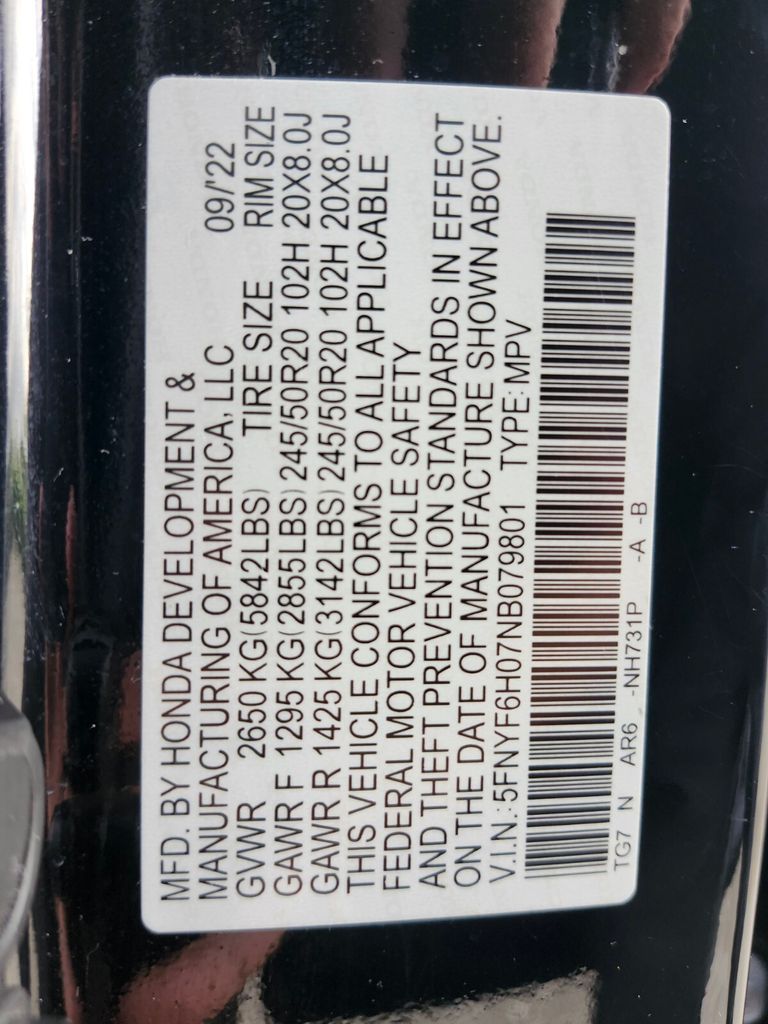 MFD. BY HONDA DEVELOPMENT &
MANUFACTURING OF AMERICA, LLC 09/'22
GVWR 2650 KG(5842LBS) TIRE SIZE RIM SIZE
GAWR F 1295 KG(2855LBS) 245/50R20 102H 20X8.0J
GAWR R 1425 KG(3142LBS) 245/50R20 102H 20X8.0J
THIS VEHICLE CONFORMS TO ALL APPLICABLE
FEDERAL MOTOR VEHICLE SAFETY
AND THEFT PREVENTION STANDARDS IN EFFECT
ON THE DATE OF MANUFACTURE SHOWN ABOVE.
V.I.N.: 5FNYF6H07NB079801 TYPE: MPV
TG7 N AR6 -NH731P -A -B